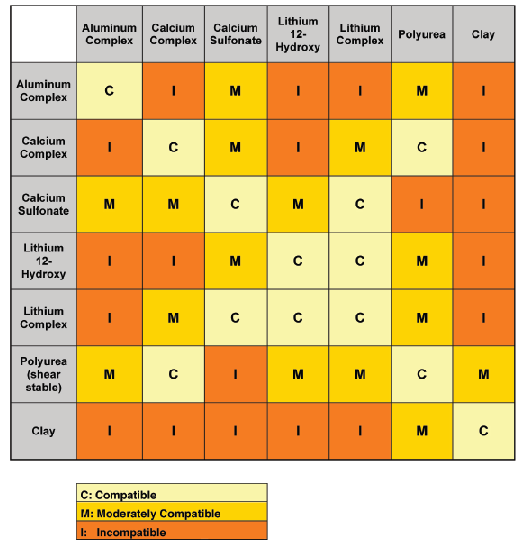 Aluminum Complex Calcium Complex Calcium Sulfonate Lithium 12-Hydroxy Lithium Complex Polyurea Clay
Aluminum Complex C I M I I M I
Calcium Complex I C M I M C I
Calcium Sulfonate M M C M C I I
Lithium 12-Hydroxy I I M C C M I
Lithium Complex I M C C C M I
Polyurea (shear stable) M C I M M C M
Clay I I I I I M C
C: Compatible
M: Moderately Compatible
I: Incompatible